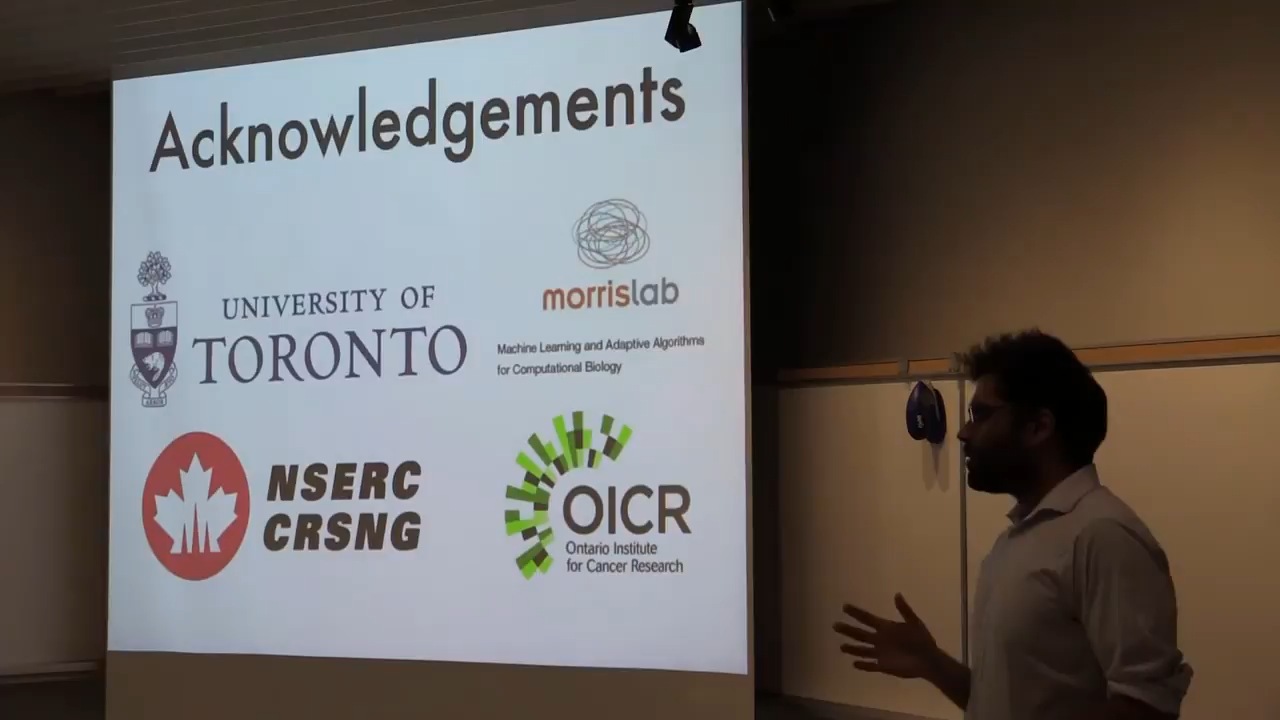 Acknowledgements
UNIVERSITY OF
TORONTO
morrislab
Machine Learning and Adaptive Algorithms
for Computational Biology
NSERC
CRSNG
OICR
Ontario Institute
for Cancer Research